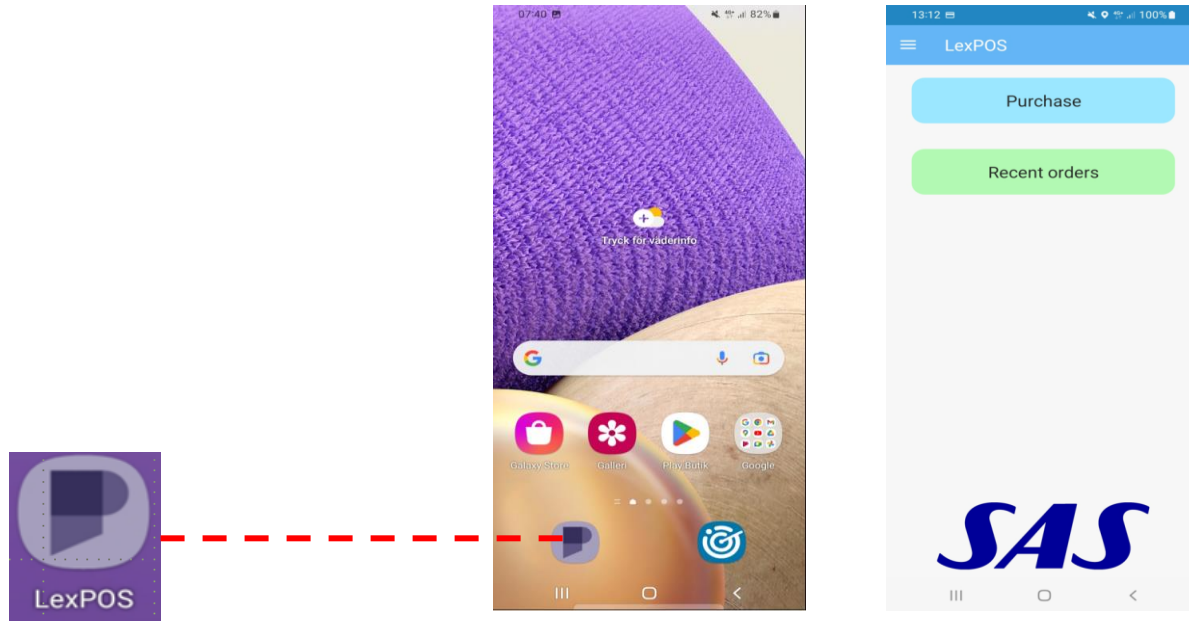 LexPOS
07:40
82%
Tryck för väderinfo
Galaxy Store
Galleri
Play Butik
Google
13:12
100%
LexPOS
Purchase
Recent orders
SAS